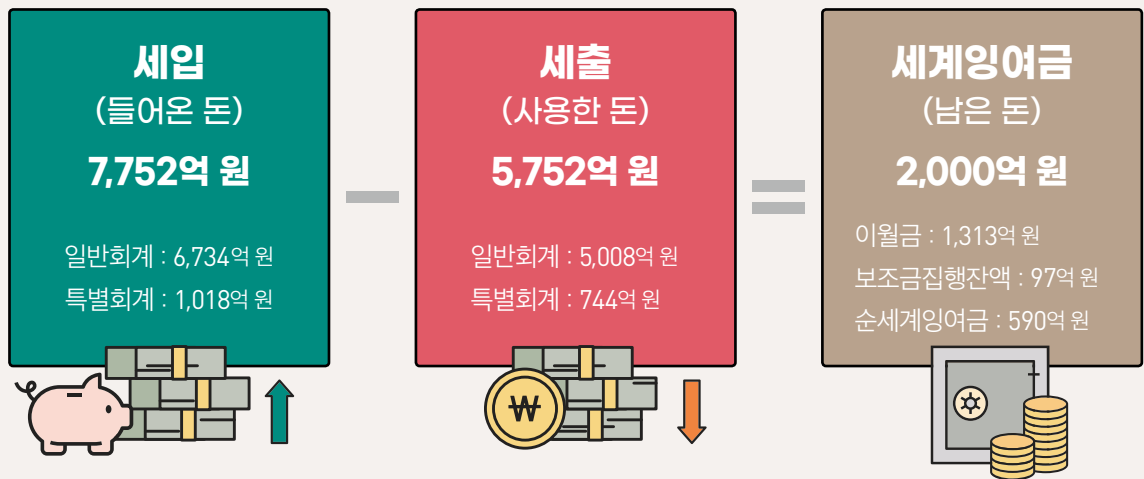 세입
(들어온 돈)
7,752억 원
일반회계 : 6,734억 원
특별회계 : 1,018억 원
세출
(사용한 돈)
5,752억 원
일반회계 : 5,008억 원
특별회계 : 744억 원
세계잉여금
(남은 돈)
2,000억 원
이월금 : 1,313억 원
보조금집행잔액 : 97억 원
순세계잉여금 : 590억 원
₩